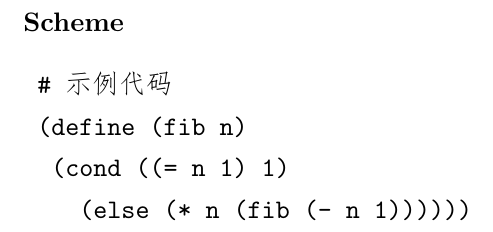 Scheme
# 示例代码
(define (fib n)
(cond ((= n 1) 1)
(else (* n (fib (- n 1))))))